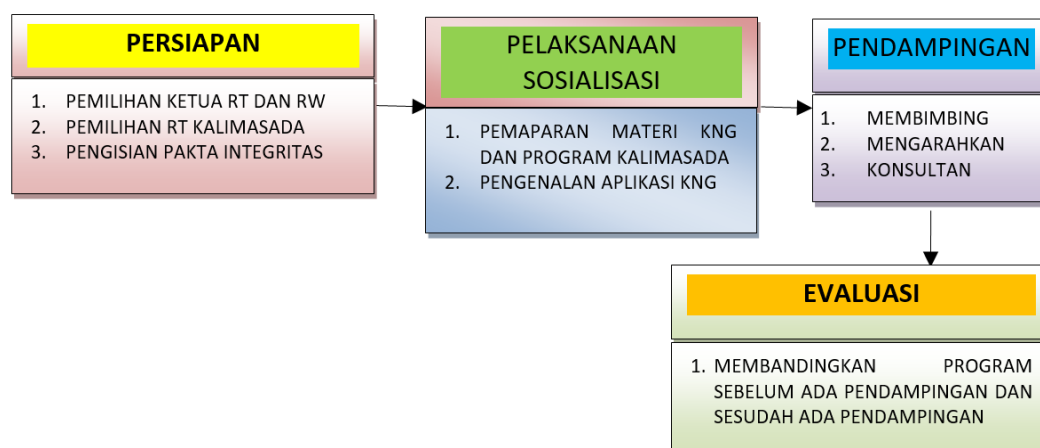 PERSIAPAN
1. PEMILIHAN KETUA RT DAN RW
2. PEMILIHAN RT KALIMASADA
3. PENGISIAN PAKTA INTEGRITAS
PELAKSANAAN
SOSIALISASI
1. PEMAPARAN MATERI KNG
DAN PROGRAM KALIMASADA
2. PENGENALAN APLIKASI KNG
PENDAMPINGAN
1. MEMBIMBING
2. MENGARAHKAN
3. KONSULTAN
EVALUASI
1. MEMBANDINGKAN PROGRAM
SEBELUM ADA PENDAMPINGAN DAN
SESUDAH ADA PENDAMPINGAN